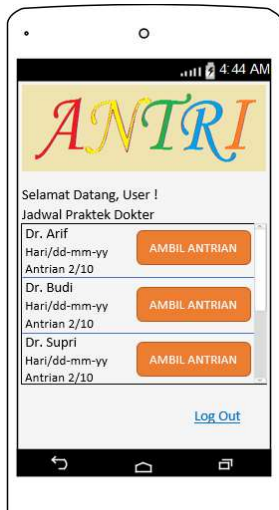 4:44 AM
ANTRI
Selamat Datang, User !
Jadwal Praktek Dokter
Dr. Arif
Hari/dd-mm-yy
Antrian 2/10
AMBIL ANTRIAN
Dr. Budi
Hari/dd-mm-yy
Antrian 2/10
AMBIL ANTRIAN
Dr. Supri
Hari/dd-mm-yy
Antrian 2/10
AMBIL ANTRIAN
Log Out